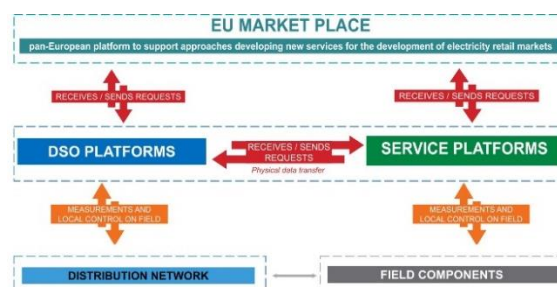 EU MARKET PLACE
pan-European platform to support approaches developing new services for the development of electricity retail markets
RECEIVES / SENDS REQUESTS
RECEIVES / SENDS REQUESTS
DSO PLATFORMS
RECEIVES / SENDS
REQUESTS
Physical data transfer
SERVICE PLATFORMS
MEASUREMENTS AND
LOCAL CONTROL ON FIELD
MEASUREMENTS AND
LOCAL CONTROL ON FIELD
DISTRIBUTION NETWORK
FIELD COMPONENTS